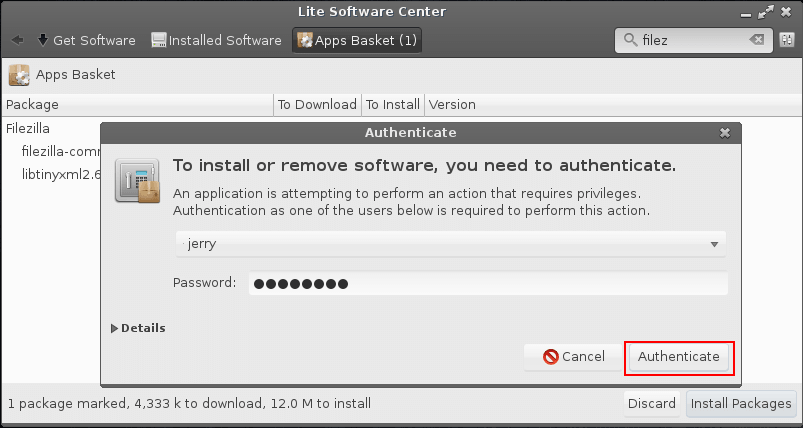 Lite Software Center
Get Software Installed Software Apps Basket (1) filez
Apps Basket
Package To Download To Install Version
Filezilla
filezilla-comm
libtinyxml2.6
Authenticate
To install or remove software, you need to authenticate.
An application is attempting to perform an action that requires privileges.
Authentication as one of the users below is required to perform this action.
jerry
Password: ●●●●●●●●
Details
Cancel Authenticate
1 package marked, 4,333 k to download, 12.0 M to install Discard Install Packages